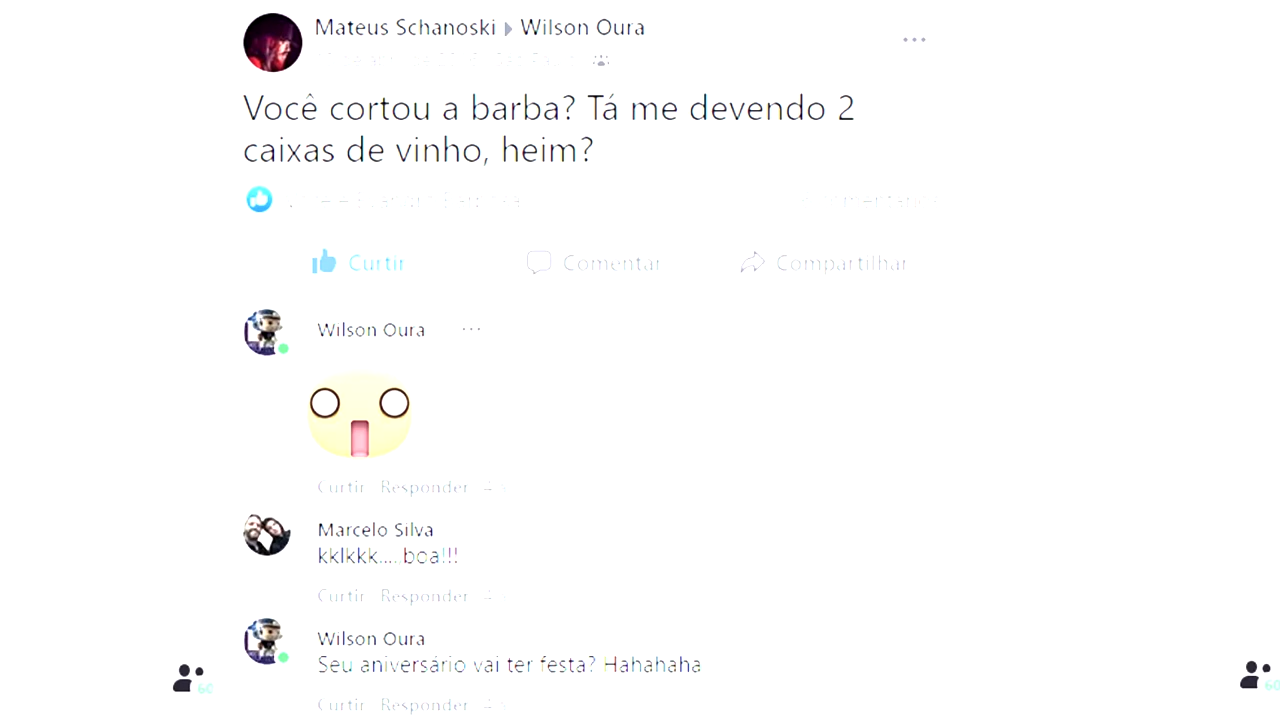 Mateus Schanoski Wilson Oura
Você cortou a barba? Tá me devendo 2
caixas de vinho, heim?
Curtir Comentar Compartilhar
Wilson Oura
Curtir Responder
Marcelo Silva
kklkkk.....boa!!!
Curtir Responder
Wilson Oura
Seu aniversário vai ter festa? Hahahaha
Curtir Responder
60
60